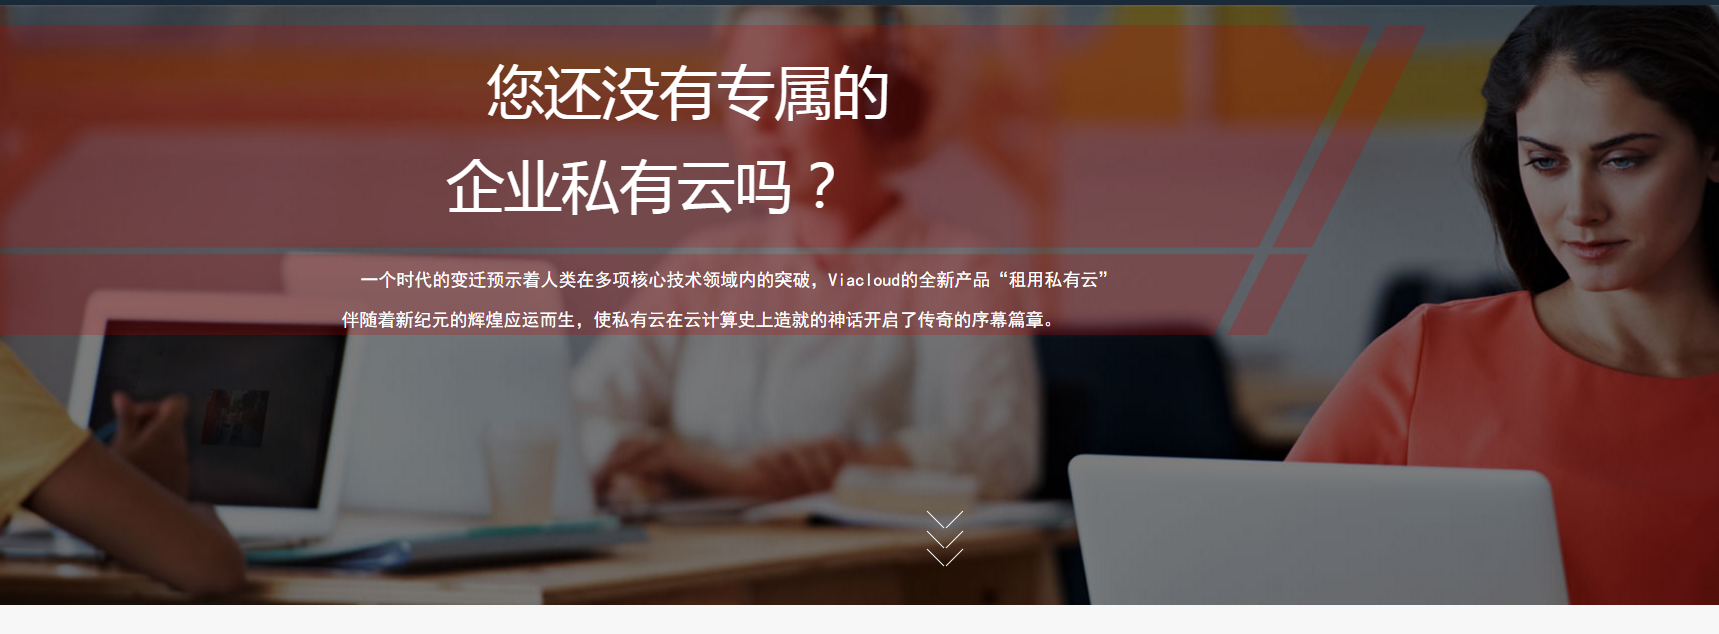 您还没有专属的
企业私有云吗？
一个时代的变迁预示着人类在多项核心技术领域内的突破，Viacloud的全新产品“租用私有云”
伴随着新纪元的辉煌应运而生，使私有云在云计算史上造就的神话开启了传奇的序幕篇章。